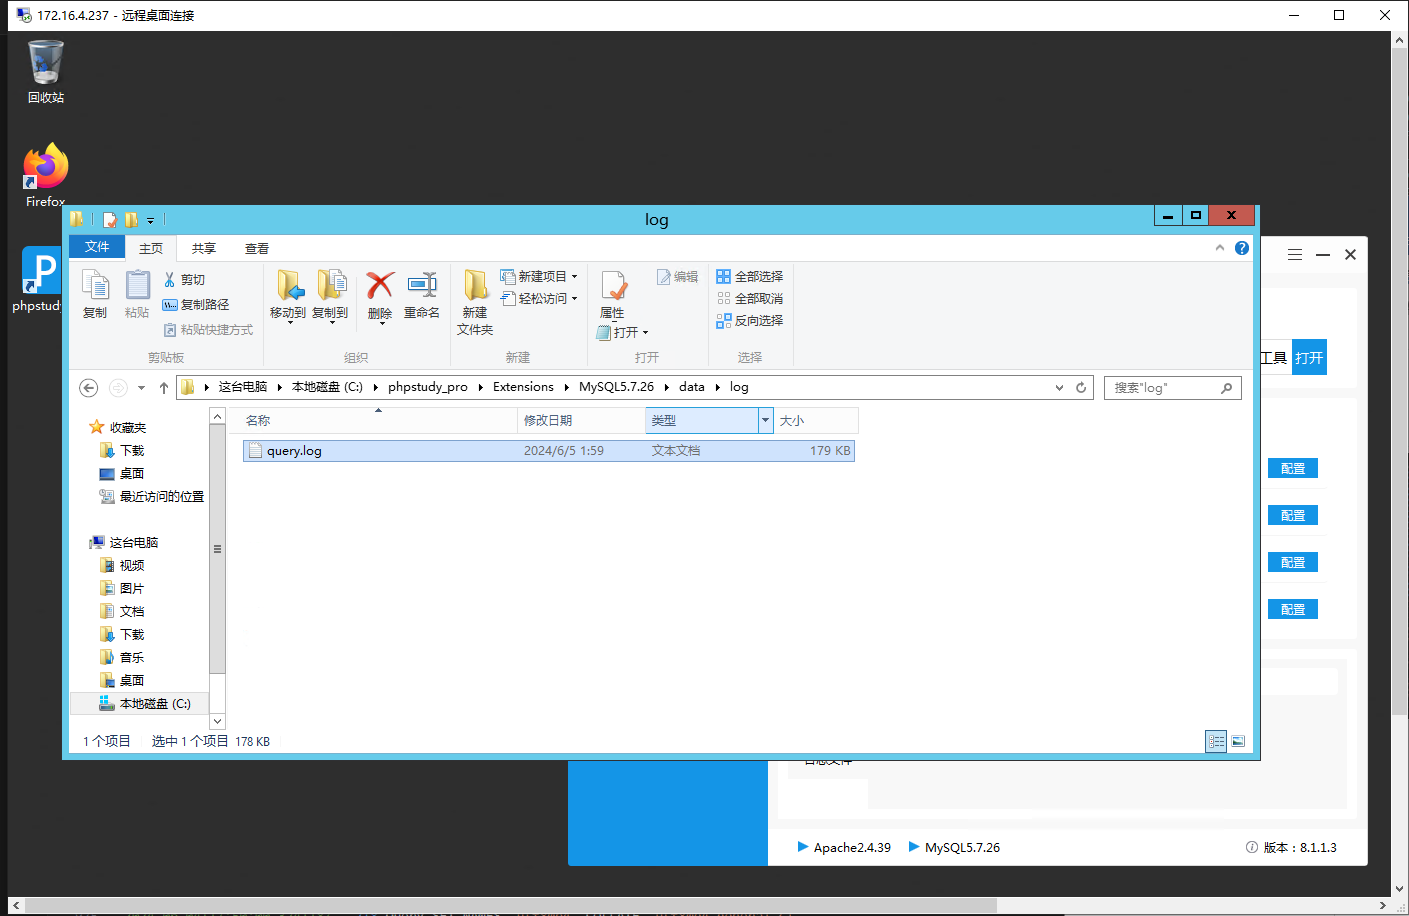 172.16.4.237 - 远程桌面连接
回收站
Firefox
phpstudy
log
文件 主页 共享 查看
复制
粘贴
剪切
复制路径
粘贴快捷方式
剪贴板
移动到
复制到
删除
重命名
组织
新建
文件夹
新建项目
轻松访问
新建
属性
打开
编辑
打开
全部选择
全部取消
反向选择
选择
工具 打开
这台电脑 本地磁盘 (C:) phpstudy_pro Extensions MySQL5.7.26 data log
搜索"log"
名称 修改日期 类型 大小
query.log 2024/6/5 1:59 文本文档 179 KB
收藏夹
下载
桌面
最近访问的位置
这台电脑
视频
图片
文档
下载
音乐
桌面
本地磁盘 (C:)
1 个项目 选中 1 个项目 178 KB
配置
配置
配置
配置
Apache2.4.39 MySQL5.7.26 版本：8.1.1.3